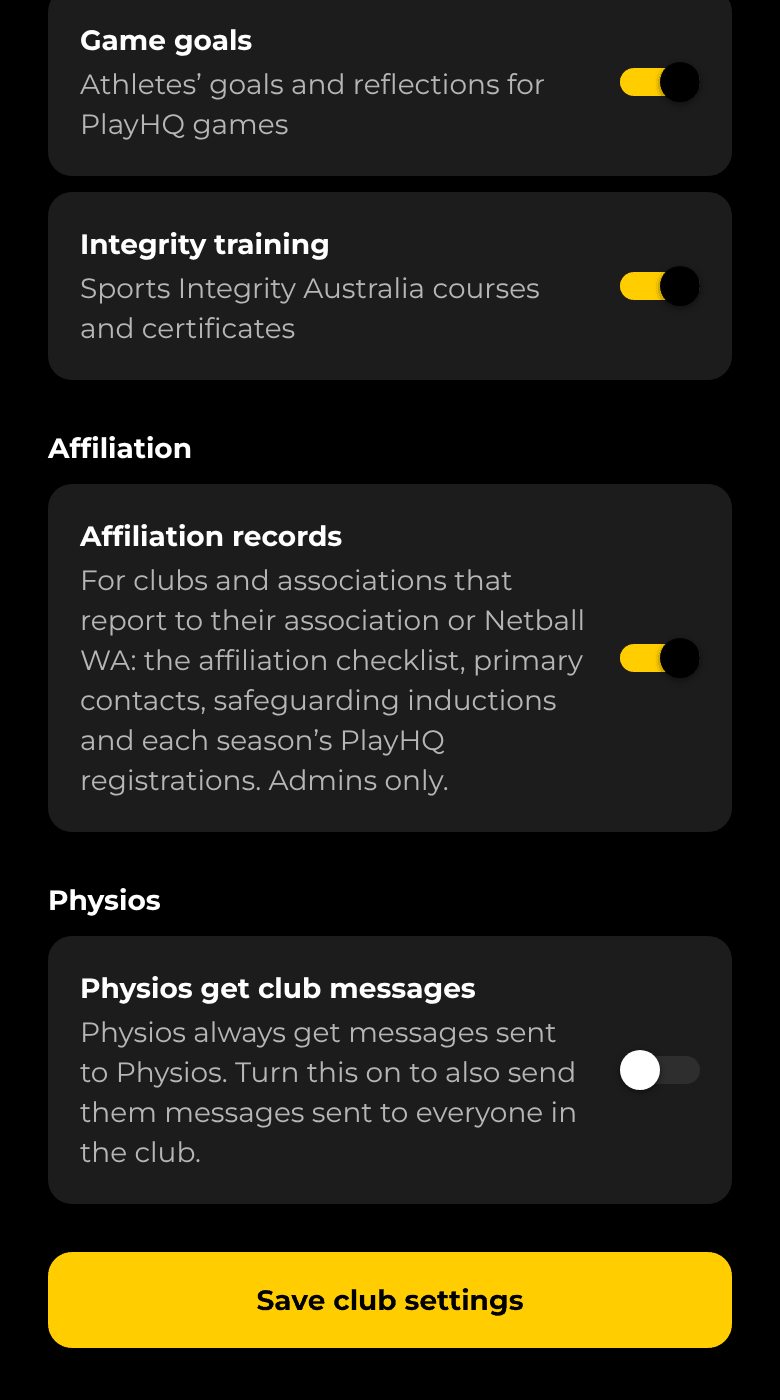 Game goals
Athletes’ goals and reflections for
PlayHQ games
Integrity training
Sports Integrity Australia courses
and certificates
Affiliation
Affiliation records
For clubs and associations that
report to their association or Netball
WA: the affiliation checklist, primary
contacts, safeguarding inductions
and each season’s PlayHQ
registrations. Admins only.
Physios
Physios get club messages
Physios always get messages sent
to Physios. Turn this on to also send
them messages sent to everyone in
the club.
Save club settings